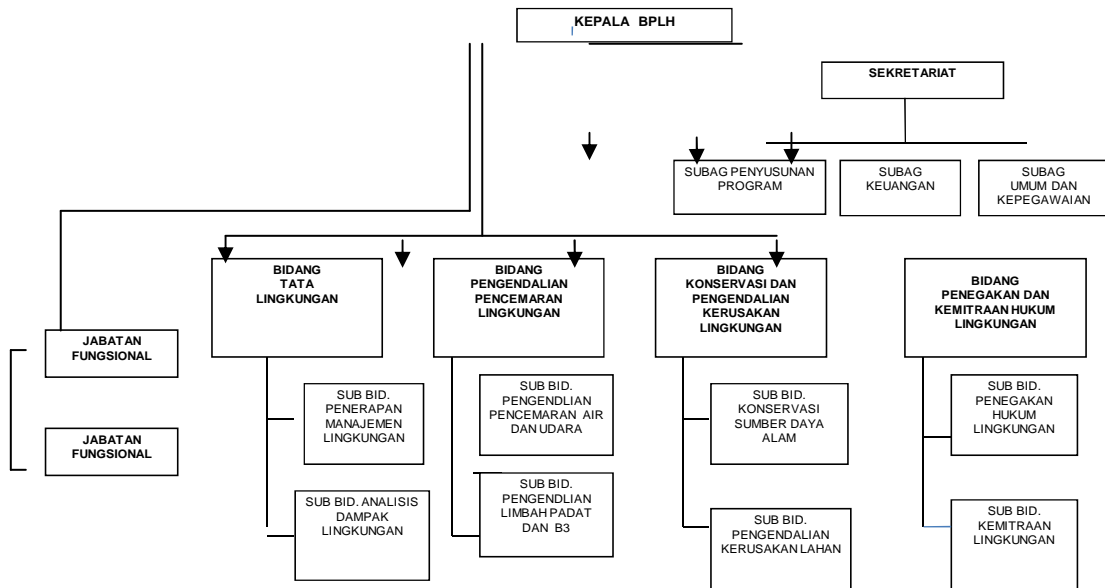 KEPALA BPLH
SEKRETARIAT
SUBAG PENYUSUNAN
PROGRAM
SUBAG
KEUANGAN
SUBAG
UMUM DAN
KEPEGAWAIAN
BIDANG
TATA
LINGKUNGAN
BIDANG
PENGENDALIAN
PENCEMARAN
LINGKUNGAN
BIDANG
KONSERVASI DAN
PENGENDALIAN
KERUSAKAN
LINGKUNGAN
BIDANG
PENEGAKAN DAN
KEMITRAAN HUKUM
LINGKUNGAN
JABATAN
FUNGSIONAL
JABATAN
FUNGSIONAL
SUB BID.
PENERAPAN
MANAJEMEN
LINGKUNGAN
SUB BID. ANALISIS
DAMPAK
LINGKUNGAN
SUB BID.
PENGENDLIAN
PENCEMARAN AIR
DAN UDARA
SUB BID.
PENGENDLIAN
LIMBAH PADAT
DAN B3
SUB BID.
KONSERVASI
SUMBER DAYA
ALAM
SUB BID.
PENGENDALIAN
KERUSAKAN LAHAN
SUB BID.
PENEGAKAN
HUKUM
LINGKUNGAN
SUB BID.
KEMITRAAN
LINGKUNGAN